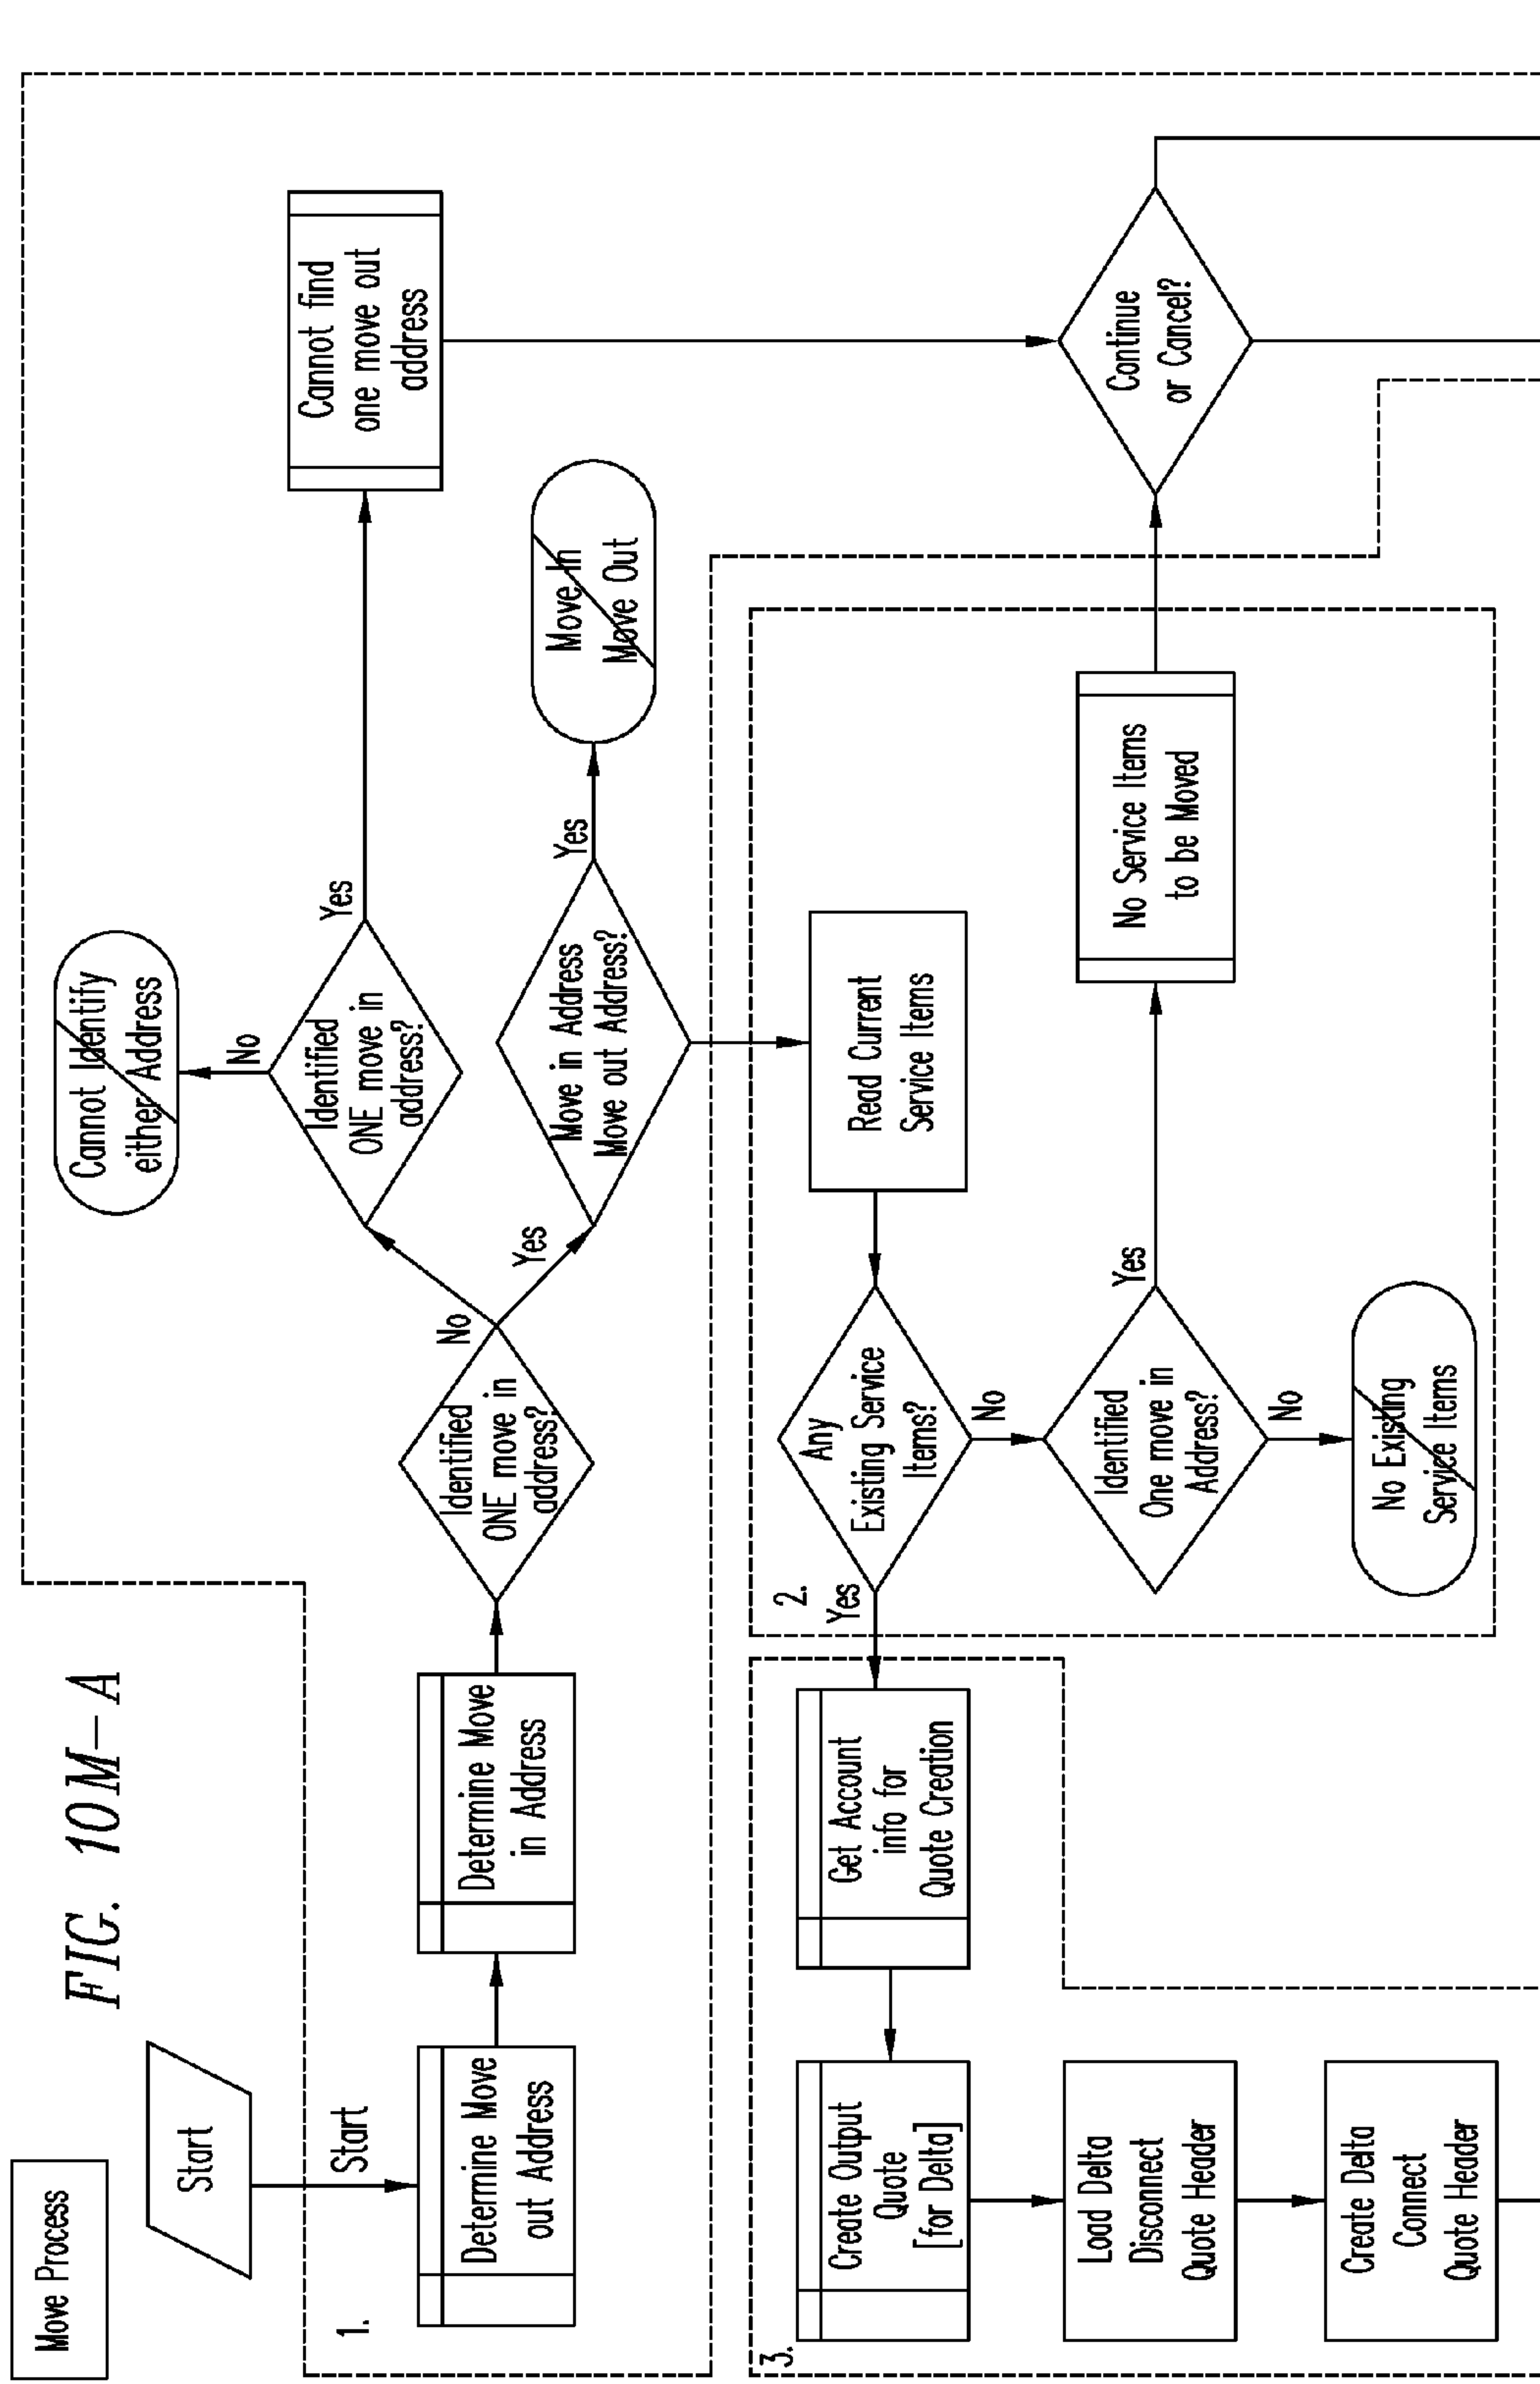 Move Process
FIG. 10M-A
Start
Start
1.
Determine Move
out Address
Determine Move
in Address
Identified
ONE move in
address?
No
Yes
Identified
ONE move in
address?
No
Cannot Identify
either Address
Yes
Cannot find
one move out
address
Move in Address
Move out Address?
Yes
Move In
Move Out
2.
Read Current
Service Items
Any
Existing Service
Items?
Yes
No
Identified
One move in
Address?
Yes
No
No Existing
Service Items
No Service Items
to be Moved
Continue
or Cancel?
3.
Get Account
info for
Quote Creation
Create Output
Quote
[for Delta]
Load Delta
Disconnect
Quote Header
Create Delta
Connect
Quote Header